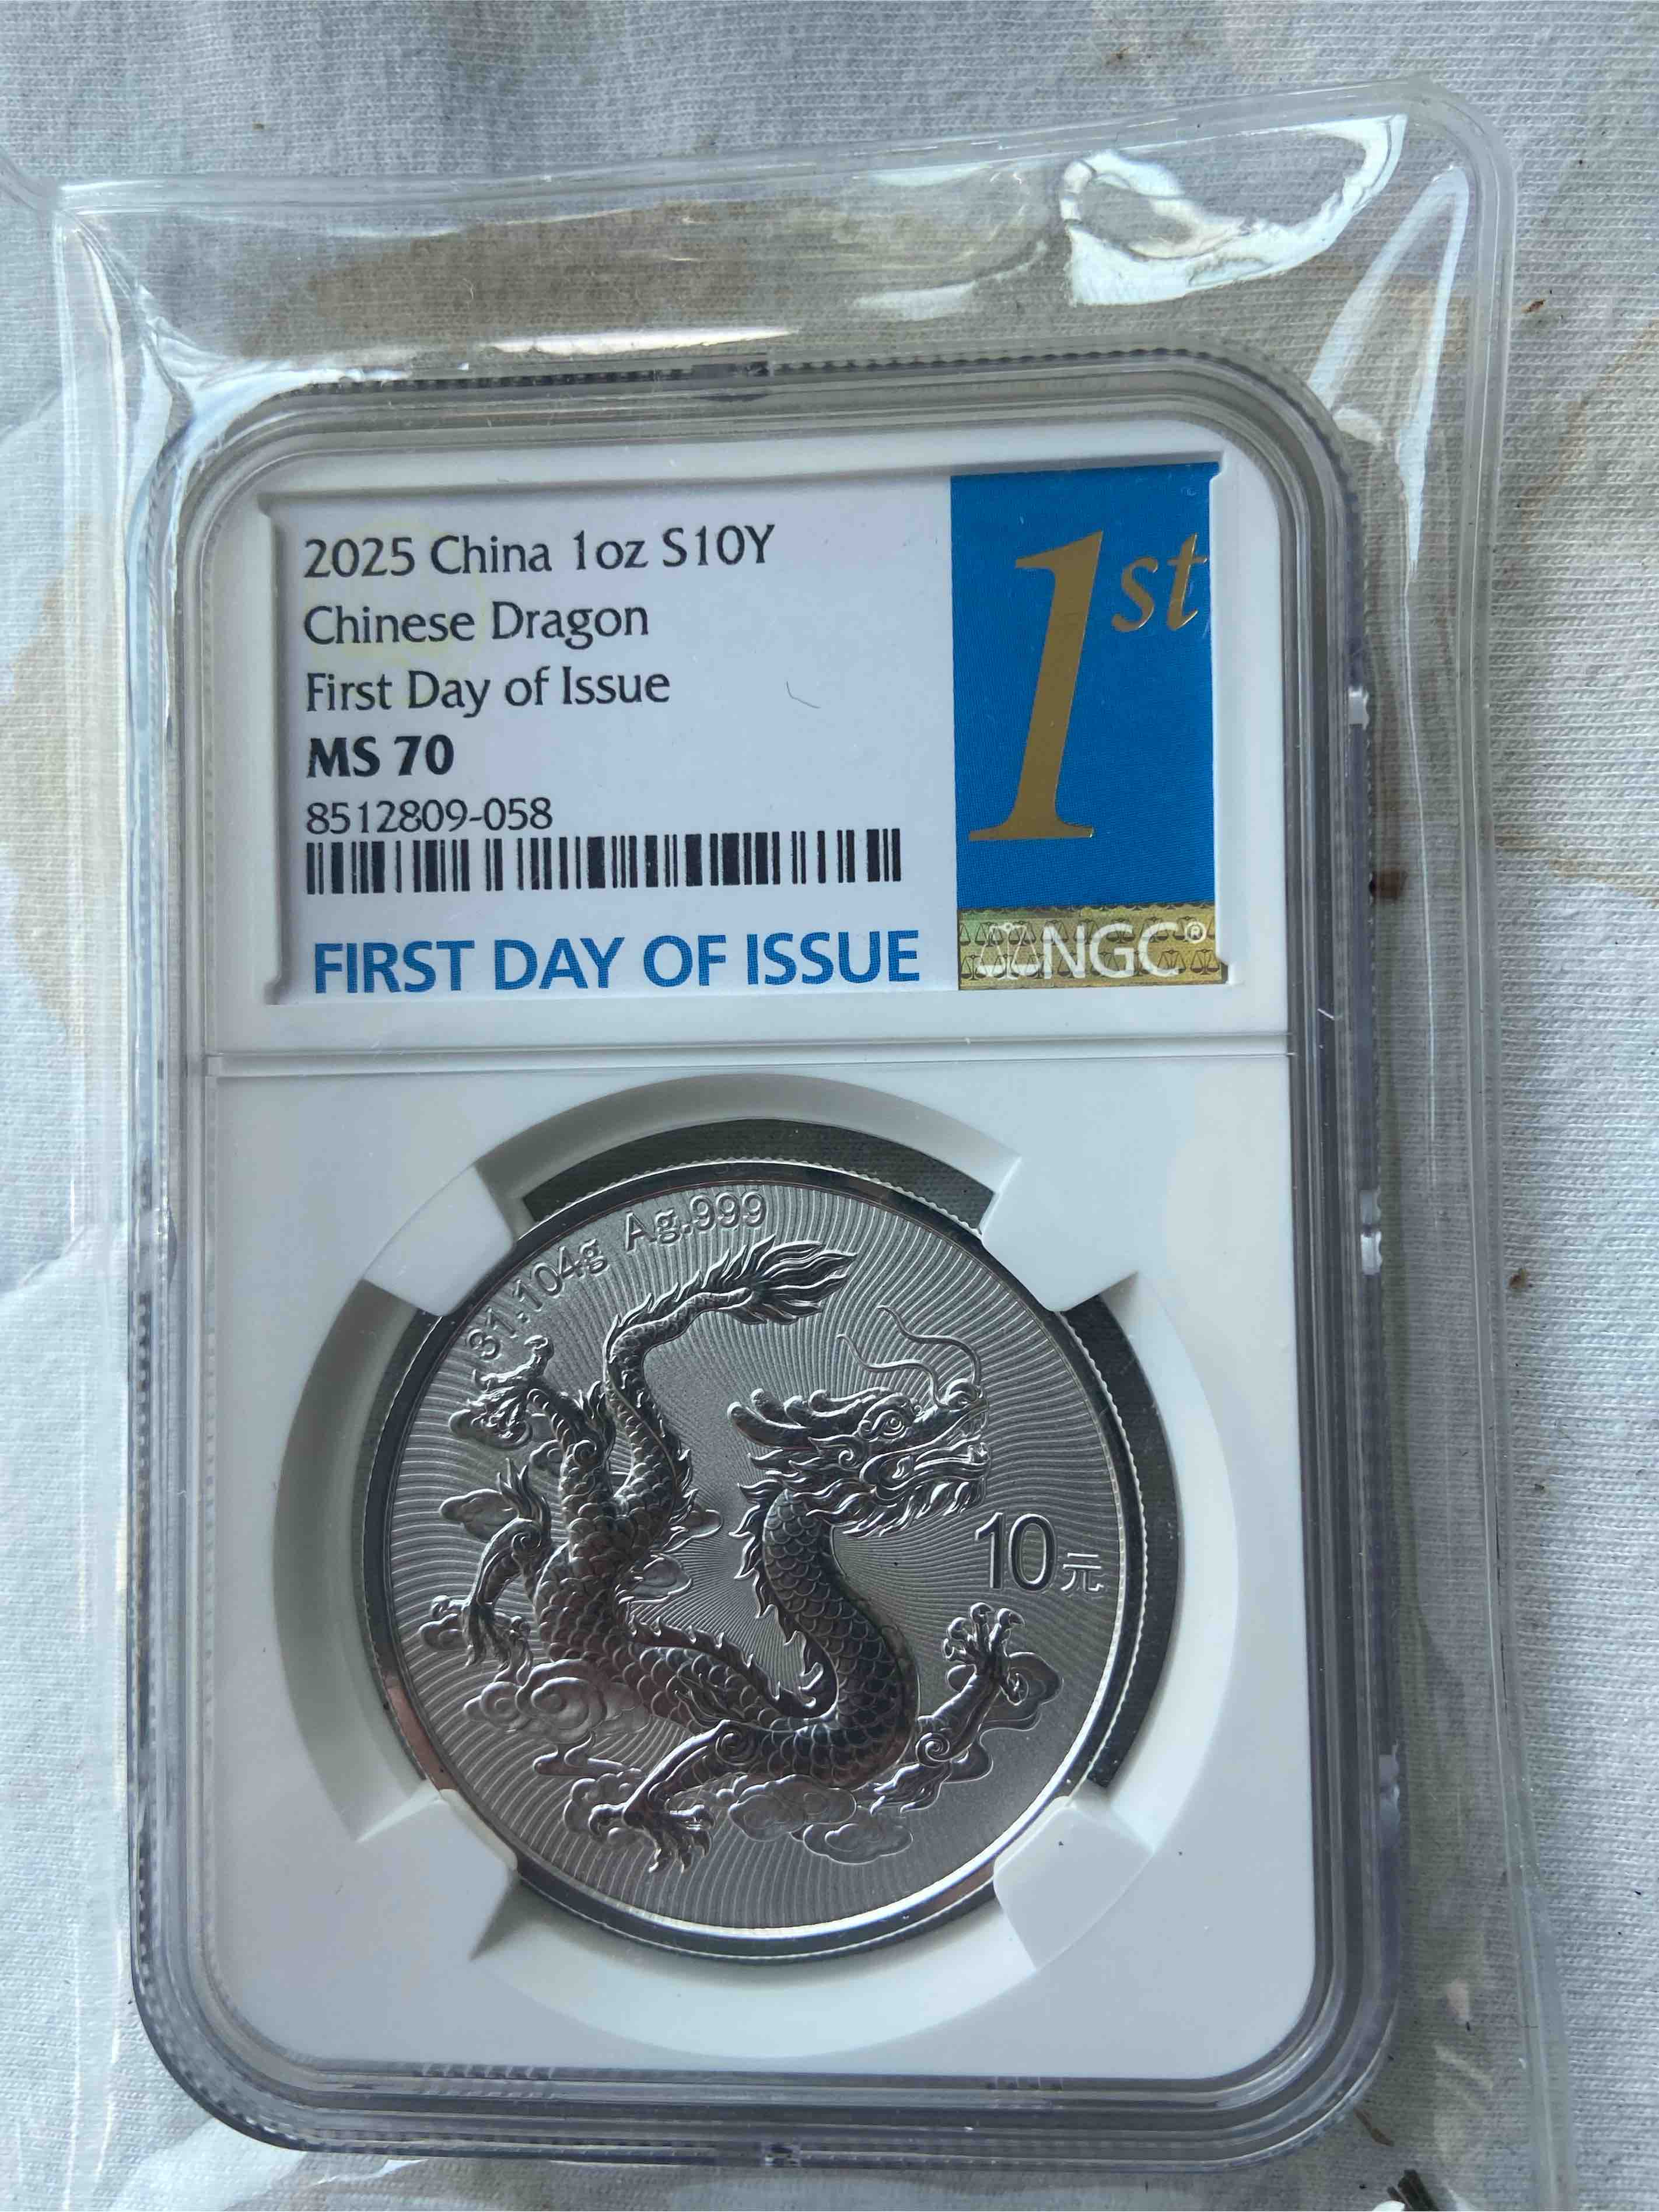 2025 China 1oz S10Y
Chinese Dragon
First Day of Issue
MS 70
8512809-058
FIRST DAY OF ISSUE
1st
NGC®
31.104g Ag.999
10元